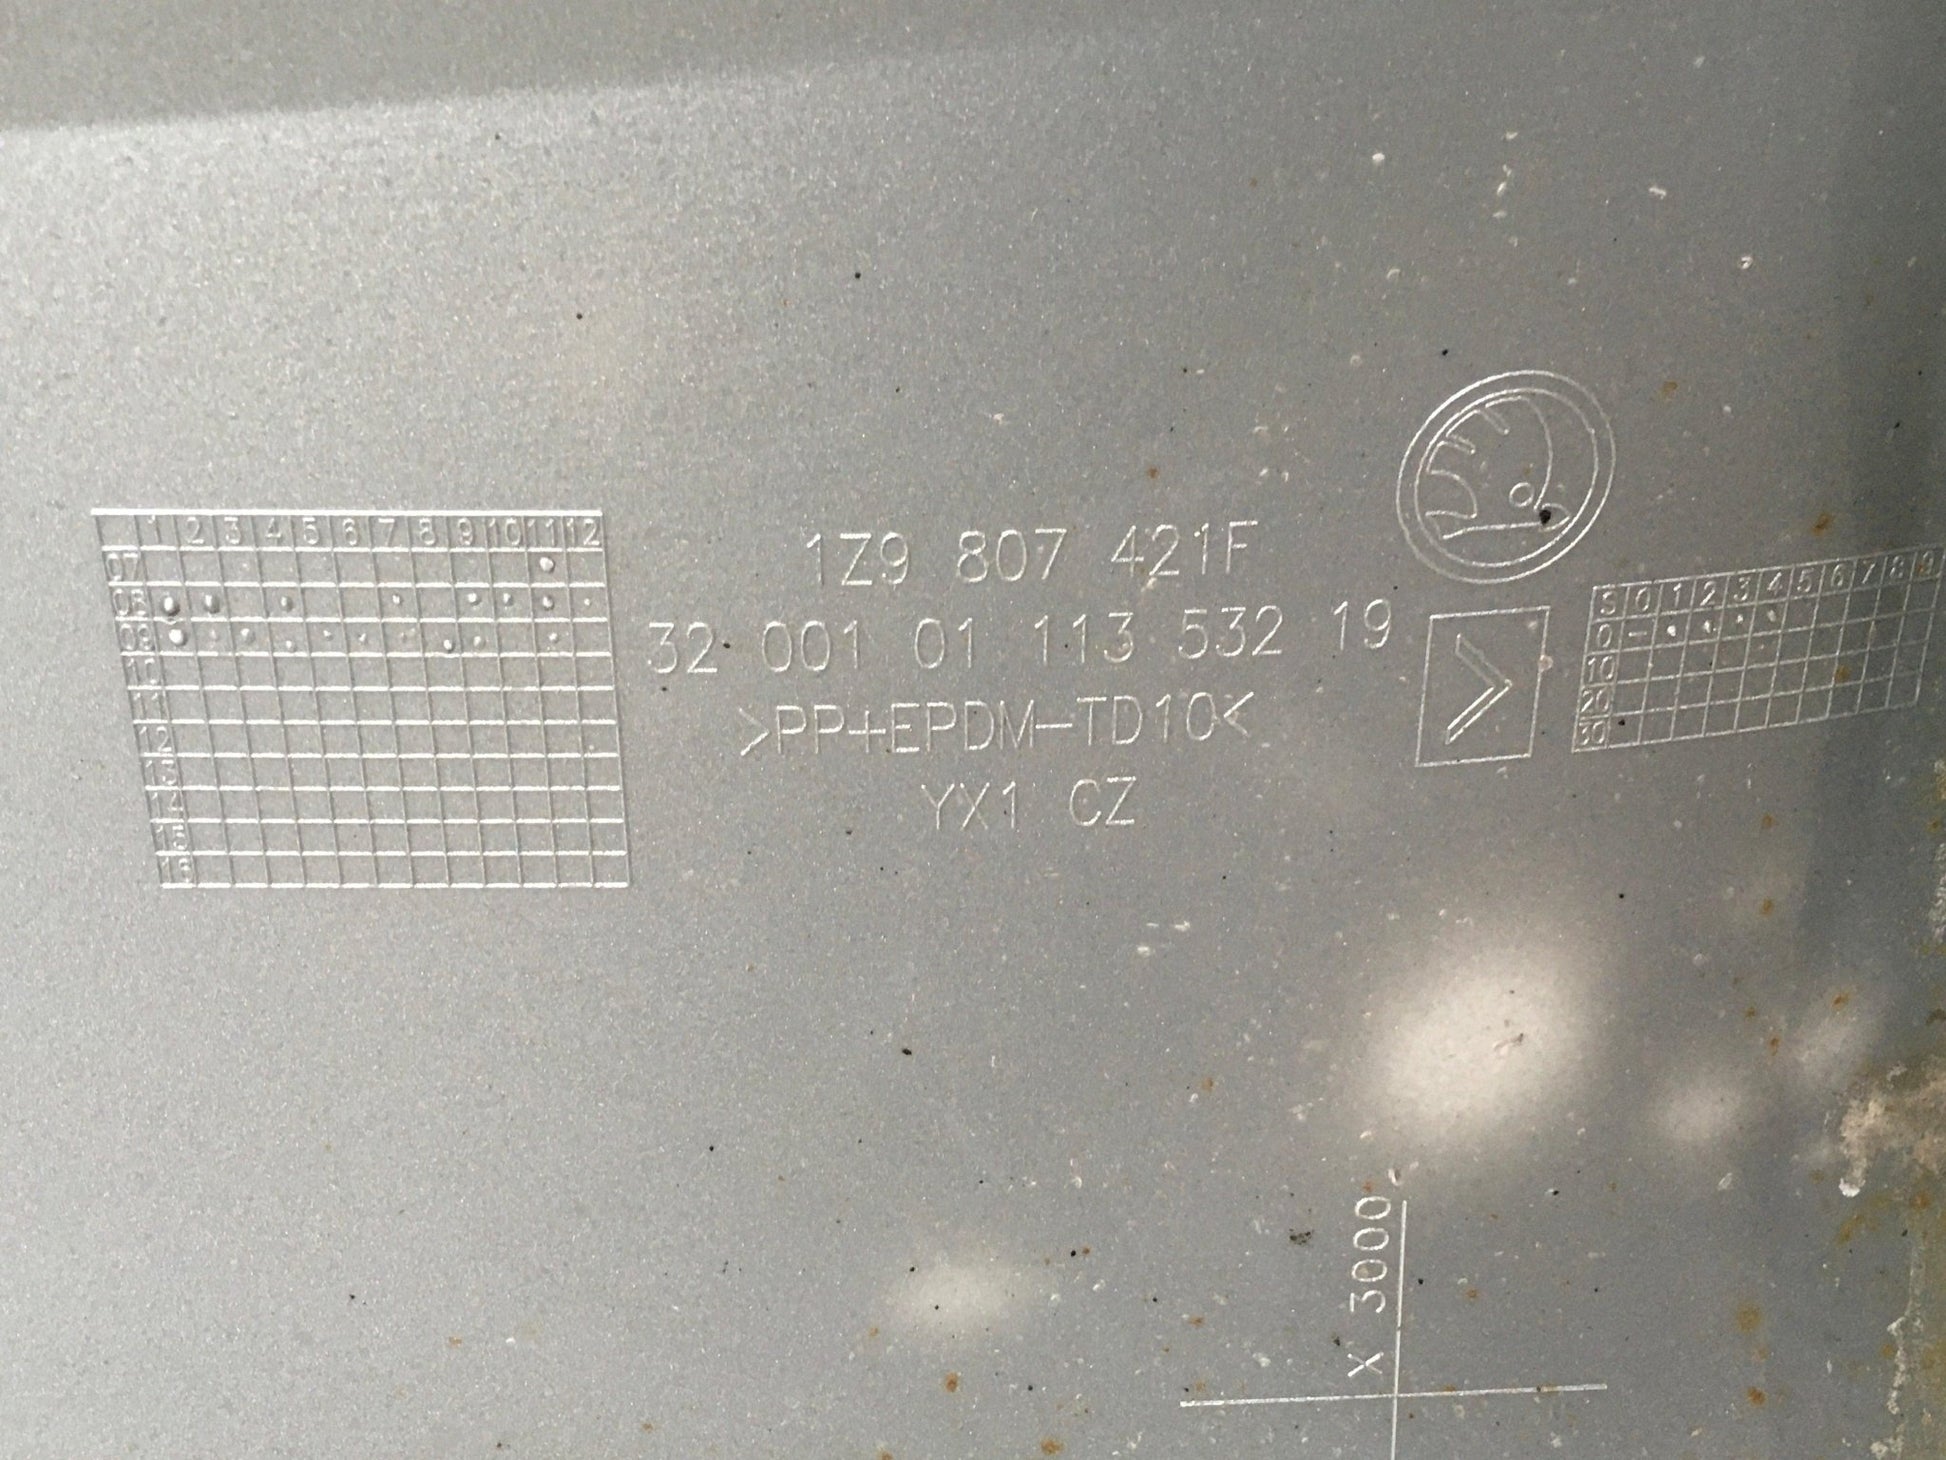 1 2 3 4 5 6 7 8 9 10 11 12
07
08
09
10
11
12
13
14
15
16
1Z9 807 421F
32 001 01 113 532 19
>PP+EPDM-TD10<
YX1 CZ
S 0 1 2 3 4 5 6 7 8 9
0 -
10
20
30
X 3000